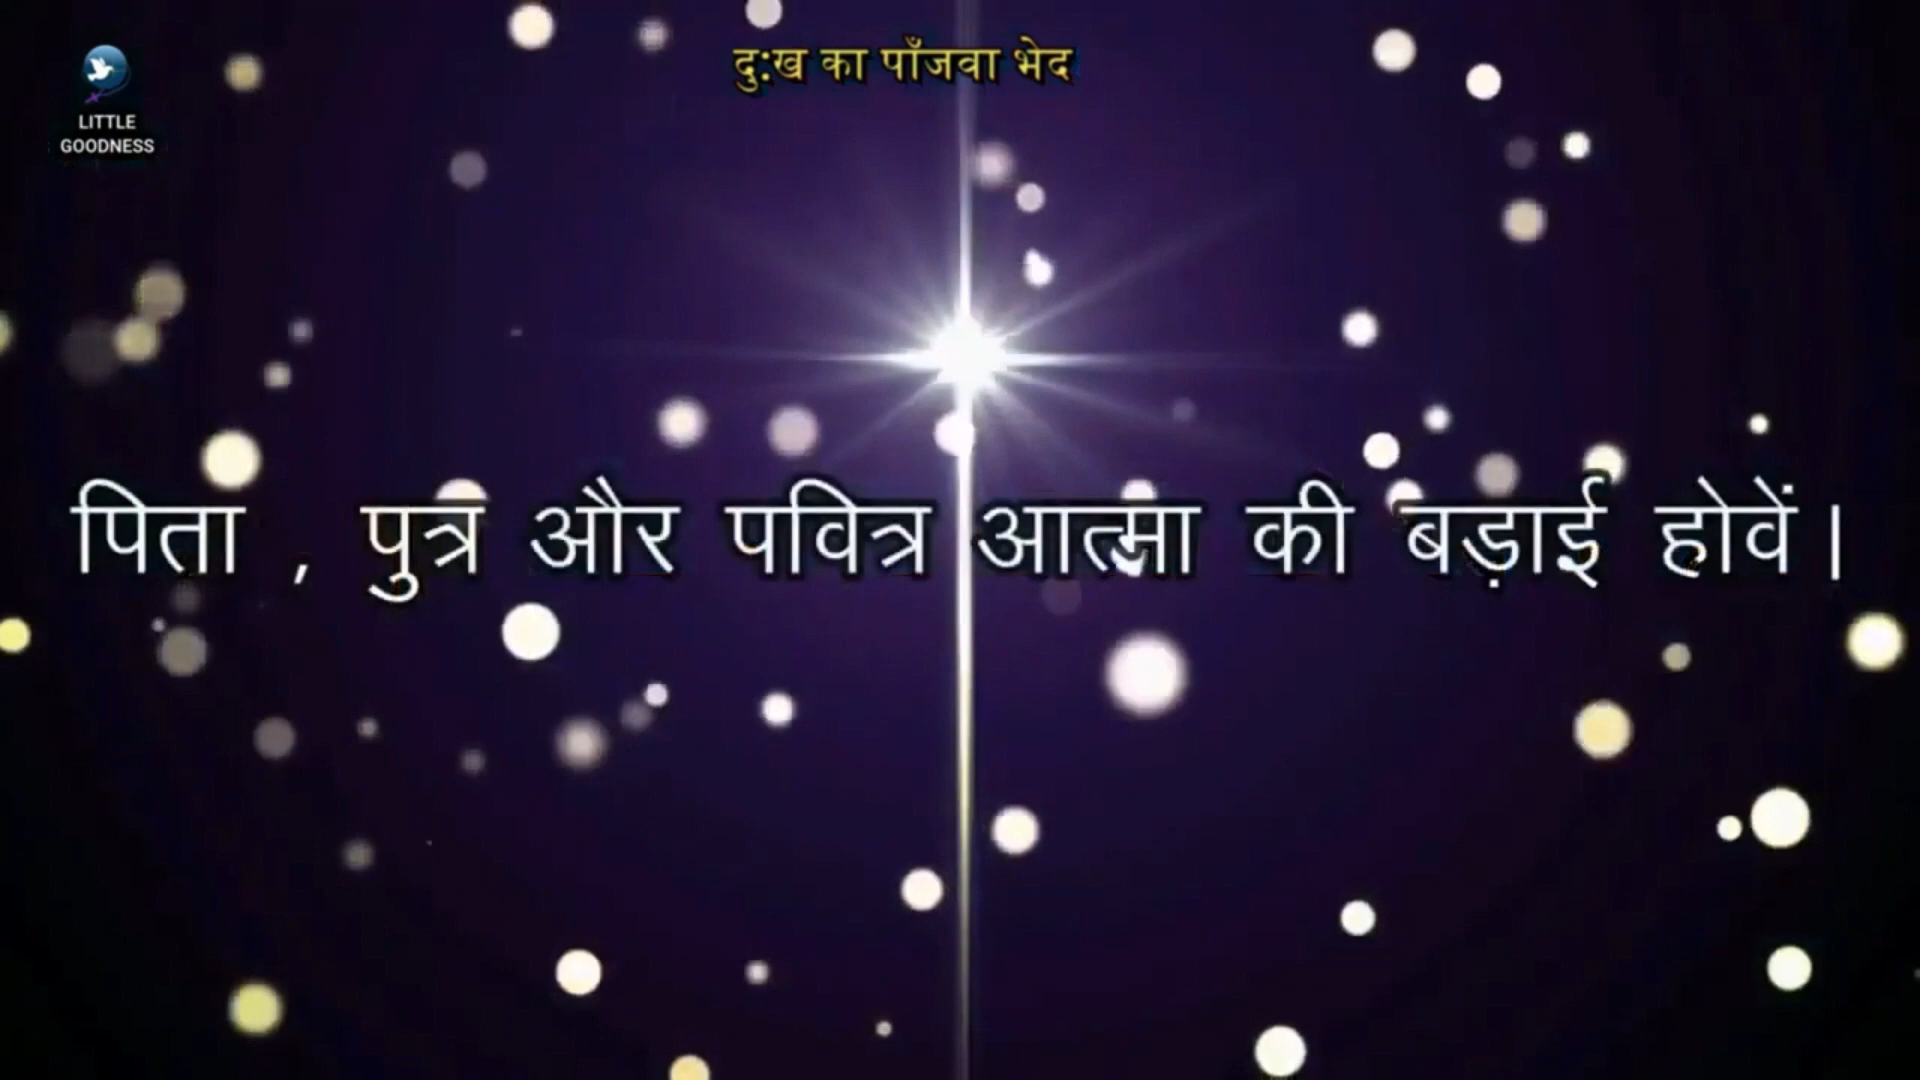 दुःख का पाँजवा भेद
LITTLE
GOODNESS
पिता , पुत्र और पवित्र आत्मा की बड़ाई होवें।